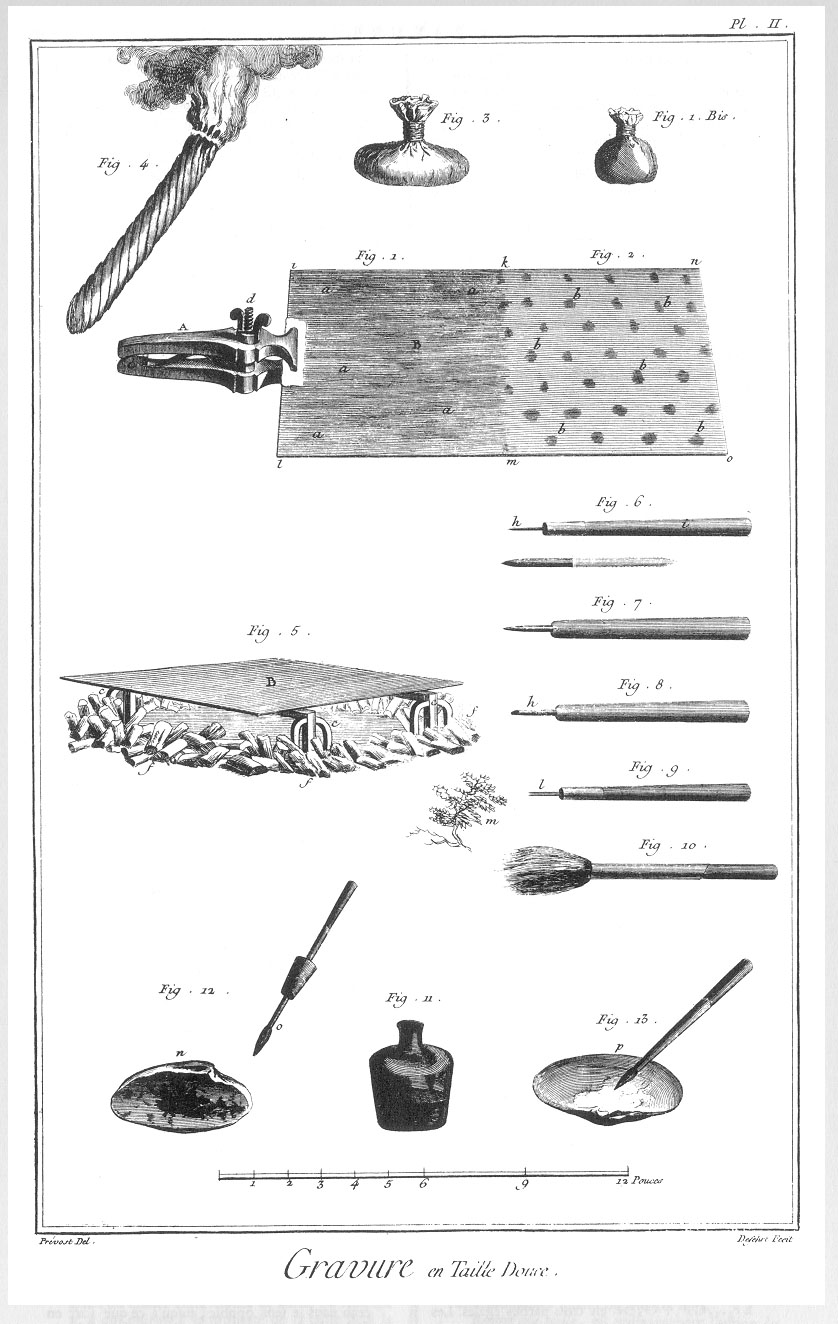 Pl . II .
Fig . 3 .
Fig . 1 . Bis .
Fig . 4 .
Fig . 1 .
Fig . 2 .
i
k
n
a
a
b
b
d
A
B
b
a
b
a
a
b
b
l
m
o
Fig . 6 .
h
t
Fig . 7 .
Fig . 5 .
B
Fig . 8 .
h
c
c
c
f
f
f
Fig . 9 .
l
m
Fig . 10 .
Fig . 12 .
Fig . 11 .
Fig . 13 .
o
n
p
1 2 3 4 5 6 9 12 Pouces
Prévost Del .
Gravure en Taille Douce .